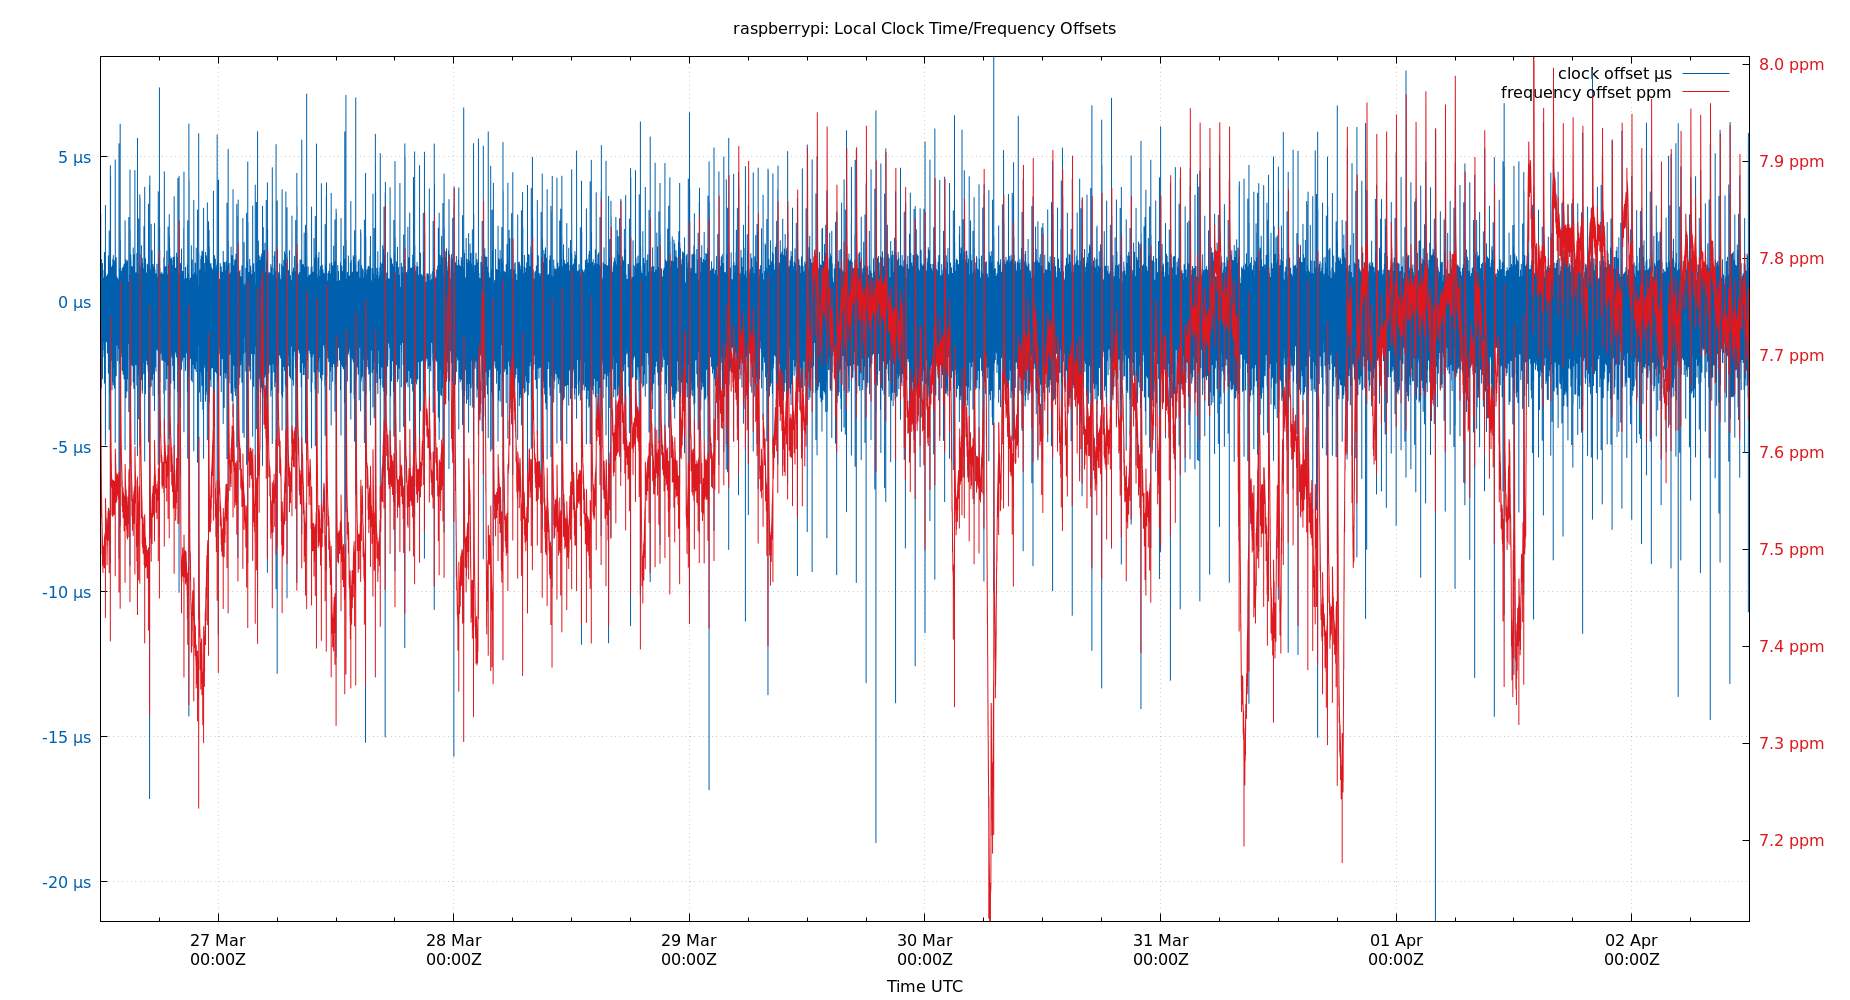 raspberrypi: Local Clock Time/Frequency Offsets
clock offset µs
frequency offset ppm
5 µs
0 µs
-5 µs
-10 µs
-15 µs
-20 µs
8.0 ppm
7.9 ppm
7.8 ppm
7.7 ppm
7.6 ppm
7.5 ppm
7.4 ppm
7.3 ppm
7.2 ppm
27 Mar
00:00Z
28 Mar
00:00Z
29 Mar
00:00Z
30 Mar
00:00Z
31 Mar
00:00Z
01 Apr
00:00Z
02 Apr
00:00Z
Time UTC